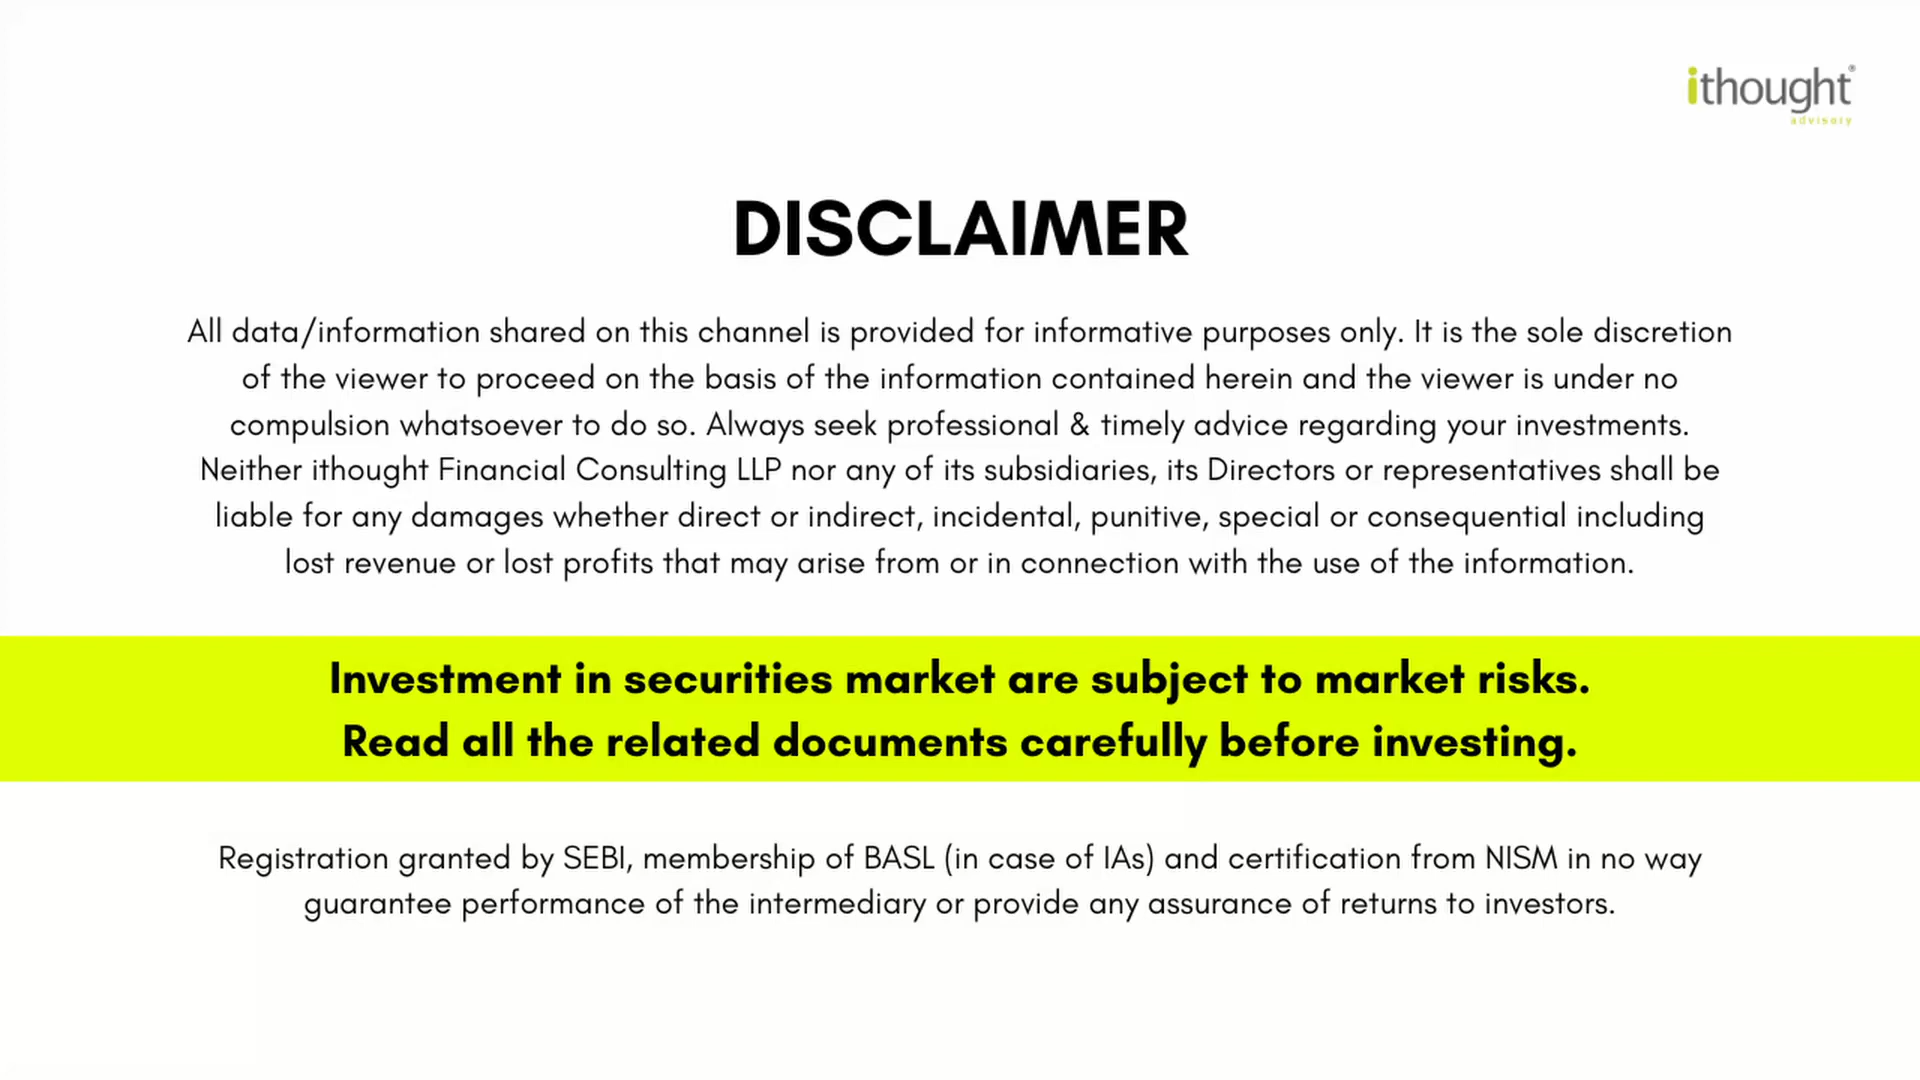 ithought®
advisory
DISCLAIMER
All data/information shared on this channel is provided for informative purposes only. It is the sole discretion
of the viewer to proceed on the basis of the information contained herein and the viewer is under no
compulsion whatsoever to do so. Always seek professional & timely advice regarding your investments.
Neither ithought Financial Consulting LLP nor any of its subsidiaries, its Directors or representatives shall be
liable for any damages whether direct or indirect, incidental, punitive, special or consequential including
lost revenue or lost profits that may arise from or in connection with the use of the information.
Investment in securities market are subject to market risks.
Read all the related documents carefully before investing.
Registration granted by SEBI, membership of BASL (in case of IAs) and certification from NISM in no way
guarantee performance of the intermediary or provide any assurance of returns to investors.